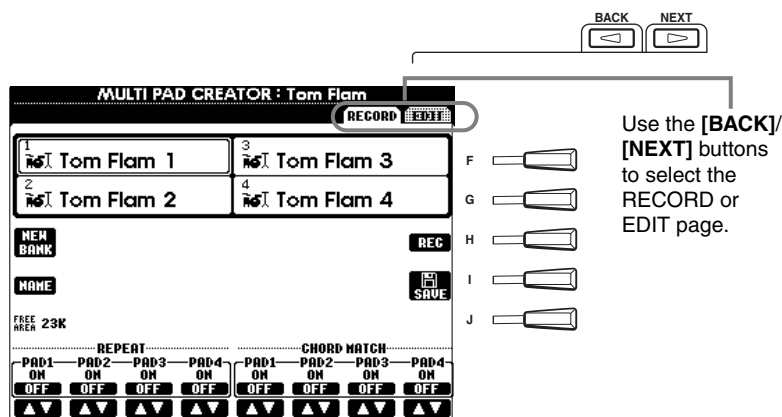 BACK NEXT
MULTI PAD CREATOR : Tom Flam
RECORD EDIT
1 Tom Flam 1
3 Tom Flam 3
2 Tom Flam 2
4 Tom Flam 4
NEW
BANK
REC
NAME
SAVE
FREE
AREA 23K
REPEAT CHORD MATCH
PAD1 PAD2 PAD3 PAD4 PAD1 PAD2 PAD3 PAD4
ON ON ON ON ON ON ON ON
OFF OFF OFF OFF OFF OFF OFF OFF
F
G
H
I
J
Use the [BACK]/
[NEXT] buttons
to select the
RECORD or
EDIT page.